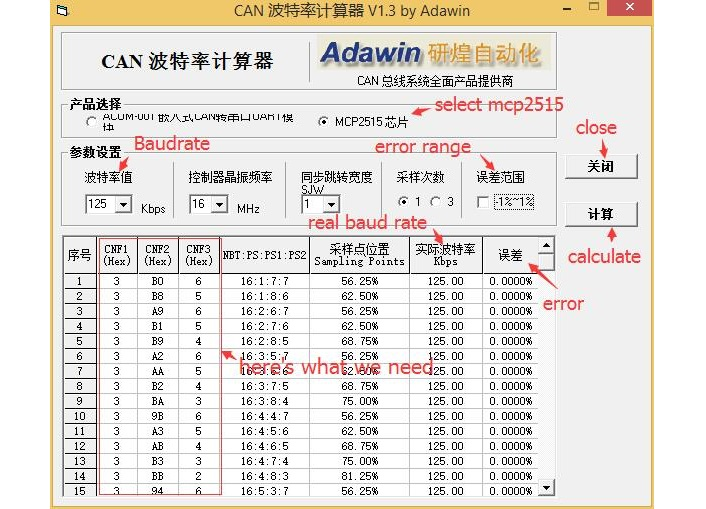 CAN 波特率计算器 V1.3 by Adawin
CAN 波特率计算器
Adawin 研煌自动化
CAN 总线系统全面产品提供商
产品选择
ACUM-001 嵌入式CAN转串口UART模块
MCP2515 芯片
select mcp2515
close
关闭
参数设置
Baudrate
error range
波特率值
控制器晶振频率
同步跳转宽度
SJW
采样次数
误差范围
125
Kbps
16
MHz
1
1
3
-1%~1%
计算
calculate
real baud rate
序号
CNF1 (Hex)
CNF2 (Hex)
CNF3 (Hex)
NBT:PS:PS1:PS2
采样点位置 Sampling Points
实际波特率 Kbps
误差
error
here's what we need
1 3 B0 6 16:1:7:7 56.25% 125.00 0.0000%
2 3 B8 5 16:1:8:6 62.50% 125.00 0.0000%
3 3 A9 6 16:2:6:7 56.25% 125.00 0.0000%
4 3 B1 5 16:2:7:6 62.50% 125.00 0.0000%
5 3 B9 4 16:2:8:5 68.75% 125.00 0.0000%
6 3 A2 6 16:3:5:7 56.25% 125.00 0.0000%
7 3 AA 5 16:3:6:6 62.50% 125.00 0.0000%
8 3 B2 4 16:3:7:5 68.75% 125.00 0.0000%
9 3 BA 3 16:3:8:4 75.00% 125.00 0.0000%
10 3 9B 6 16:4:4:7 56.25% 125.00 0.0000%
11 3 A3 5 16:4:5:6 62.50% 125.00 0.0000%
12 3 AB 4 16:4:6:5 68.75% 125.00 0.0000%
13 3 B3 3 16:4:7:4 75.00% 125.00 0.0000%
14 3 BB 2 16:4:8:3 81.25% 125.00 0.0000%
15 3 94 6 16:5:3:7 56.25% 125.00 0.0000%